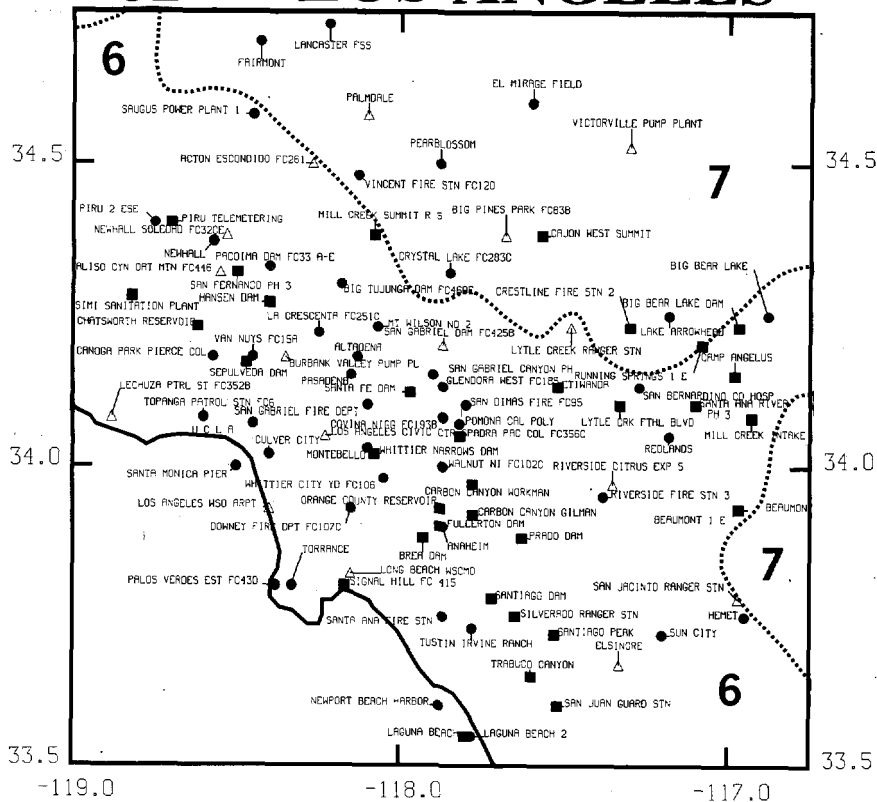 LOS ANGELES
6
LANCASTER FSS
FAIRMONT
EL MIRAGE FIELD
SAUGUS POWER PLANT 1
PALMDALE
VICTORVILLE PUMP PLANT
34.5
34.5
PEARBLOSSOM
ACTON ESCONDIDO FC261
VINCENT FIRE STN FC120
7
PIRU 2 ESE
PIRU TELEMETERING
MILL CREEK SUMMIT R S
BIG PINES PARK FC83B
NEWHALL SOLEDAD FC32CE
CAJON WEST SUMMIT
NEWHALL
PACOIMA DAM FC33 A-E
CRYSTAL LAKE FC283C
BIG BEAR LAKE
ALISO CYN OAT MTN FC446
SAN FERNANDO PH 3
BIG TUJUNGA DAM
CRESTLINE FIRE STN 2
HANSEN DAM
SIMI SANITATION PLANT
BIG BEAR LAKE DAM
LA CRESCENTA FC251C
MT WILSON NO 2
CHATSWORTH RESERVOIR
SAN GABRIEL DAM FC425B
LAKE ARROWHEAD
VAN NUYS FC15A
ALTADENA
LYTLE CREEK RANGER STN
CANOGA PARK PIERCE COL
BURBANK VALLEY PUMP PL
CAMP ANGELUS
SEPULVEDA DAM
PASADENA
SAN GABRIEL CANYON PH
RUNNING SPRINGS 1 E
LECHUZA PTRL ST FC352B
SANTA FE DAM
GLENDORA WEST FC185
ETIWANDA
SAN BERNARDINO CO HOSP
TOPANGA PATROL STN FC6
SAN GABRIEL FIRE DEPT
SAN DIMAS FIRE FC95
SANTA ANA RIVER PH 3
U C L A
COVINA NIGG FC193B
POMONA CAL POLY
LYTLE CRK FTHL BLVD
MILL CREEK INTAKE
CULVER CITY
LOS ANGELES CIVIC CTR
SPADRA PAC COL FC356C
REDLANDS
MONTEBELLO
WHITTIER NARROWS DAM
34.0
34.0
SANTA MONICA PIER
WALNUT NI FC102C
RIVERSIDE CITRUS EXP S
WHITTIER CITY YD FC106
LOS ANGELES WSO ARPT
ORANGE COUNTY RESERVOIR
CARBON CANYON WORKMAN
RIVERSIDE FIRE STN 3
CARBON CANYON GILMAN
BEAUMONT 1 E
BEAUMON
DOWNEY FIRE DPT FC107C
FULLERTON DAM
BREA DAM
ANAHEIM
PRADO DAM
TORRANCE
7
LONG BEACH WSCMO
PALOS VERDES EST FC43D
SIGNAL HILL FC 415
SAN JACINTO RANGER STN
SANTIAGO DAM
SANTA ANA FIRE STN
SILVERADO RANGER STN
HEMET
TUSTIN IRVINE RANCH
SANTIAGO PEAK
SUN CITY
ELSINORE
TRABUCO CANYON
6
NEWPORT BEACH HARBOR
SAN JUAN GUARD STN
LAGUNA BEACH
LAGUNA BEACH 2
33.5
33.5
-119.0
-118.0
-117.0